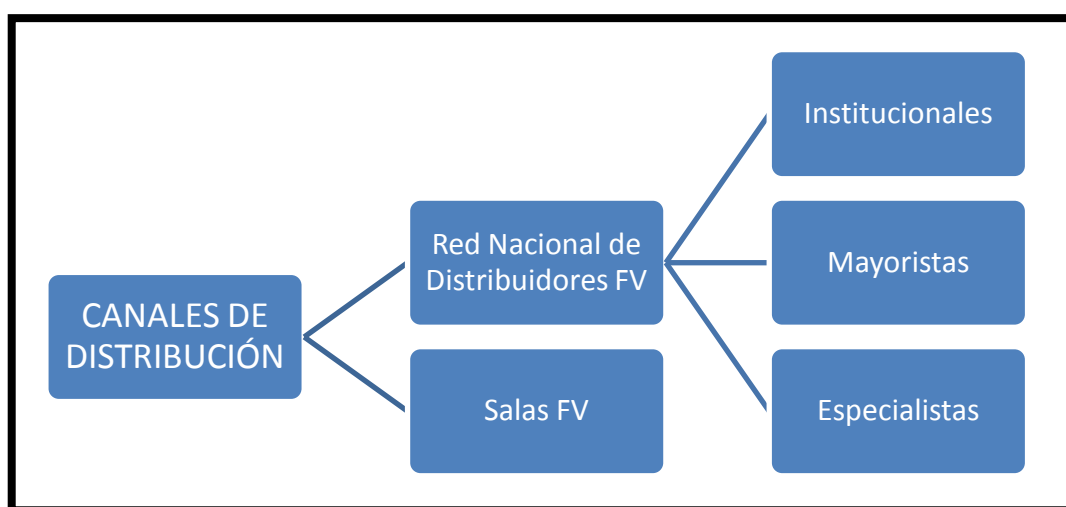 CANALES DE
DISTRIBUCIÓN
Red Nacional de
Distribuidores FV
Salas FV
Institucionales
Mayoristas
Especialistas